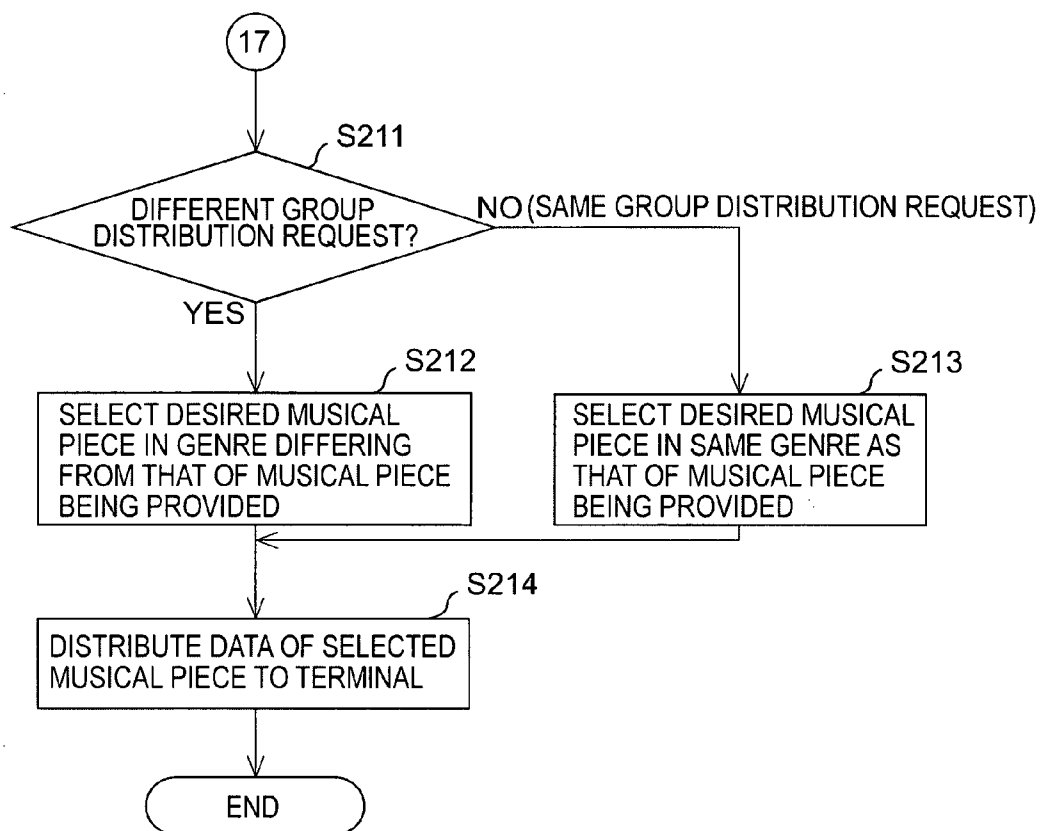 17
S211
DIFFERENT GROUP
DISTRIBUTION REQUEST?
NO (SAME GROUP DISTRIBUTION REQUEST)
YES
S212
SELECT DESIRED MUSICAL
PIECE IN GENRE DIFFERING
FROM THAT OF MUSICAL PIECE
BEING PROVIDED
S213
SELECT DESIRED MUSICAL
PIECE IN SAME GENRE AS
THAT OF MUSICAL PIECE
BEING PROVIDED
S214
DISTRIBUTE DATA OF SELECTED
MUSICAL PIECE TO TERMINAL
END